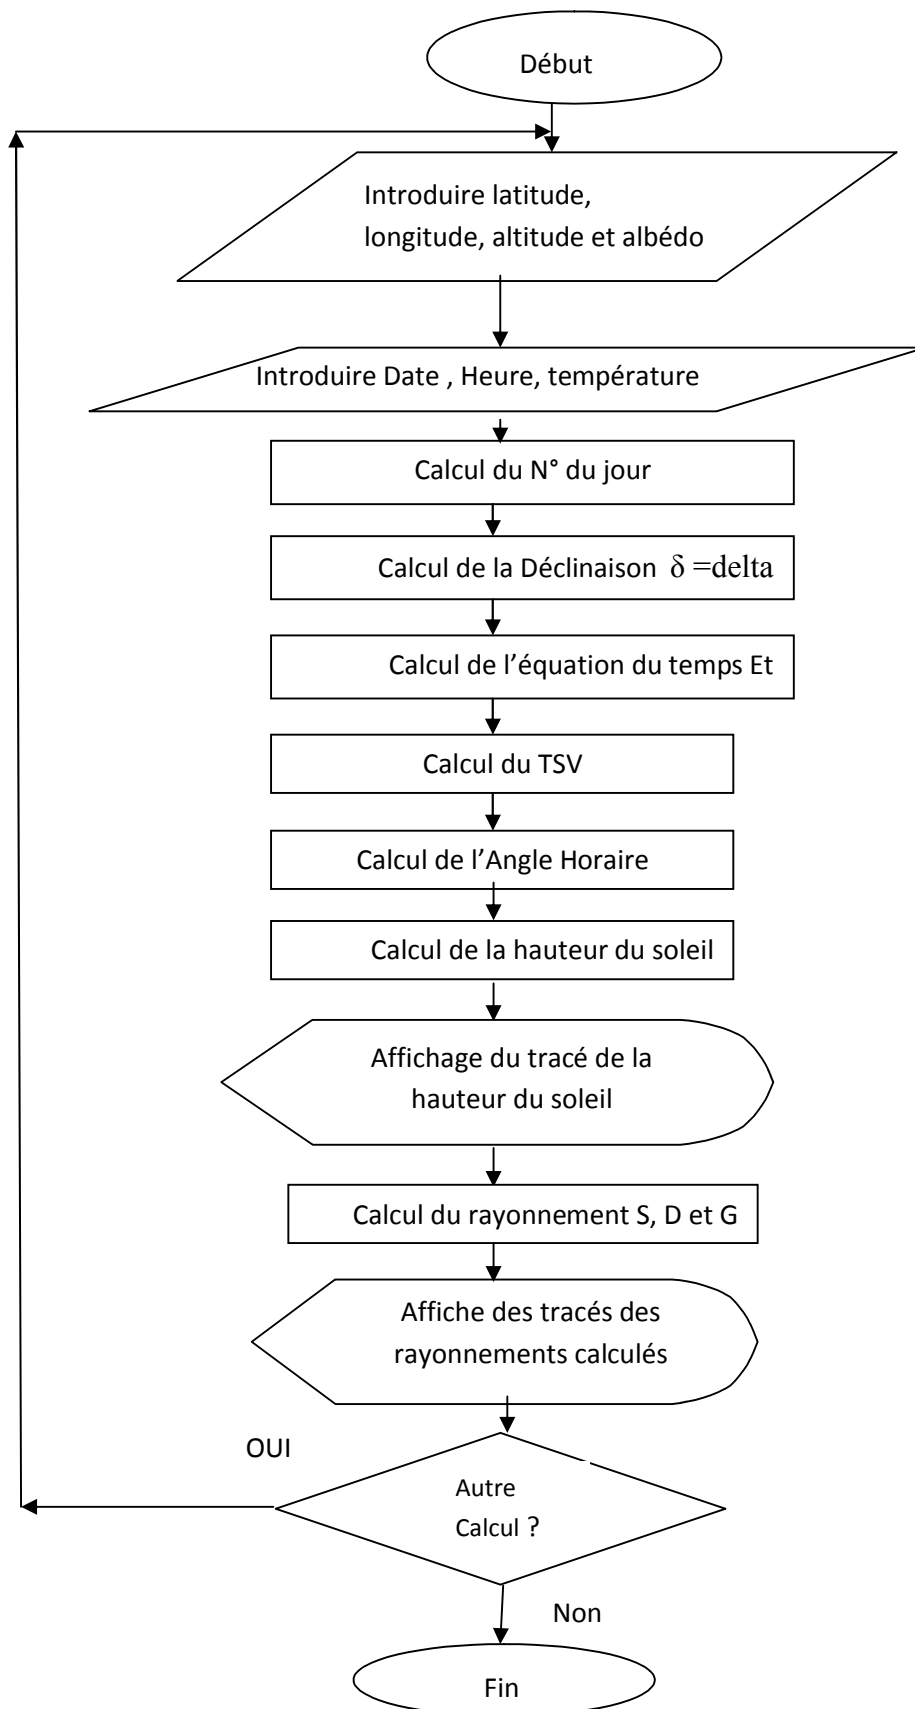 Début
Introduire latitude,
longitude, altitude et albédo
Introduire Date , Heure, température
Calcul du N° du jour
Calcul de la Déclinaison δ =delta
Calcul de l’équation du temps Et
Calcul du TSV
Calcul de l’Angle Horaire
Calcul de la hauteur du soleil
Affichage du tracé de la
hauteur du soleil
Calcul du rayonnement S, D et G
Affiche des tracés des
rayonnements calculés
OUI
Autre
Calcul ?
Non
Fin